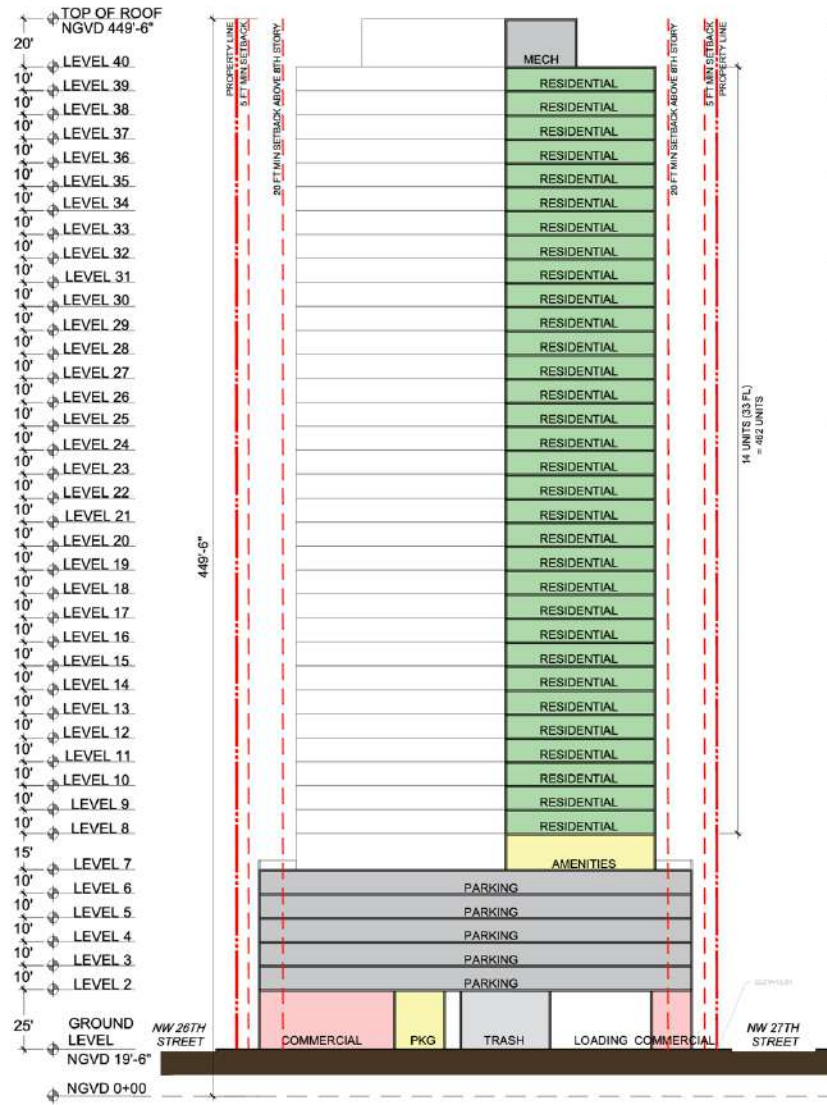 TOP OF ROOF
NGVD 449'-6"
20'
MECH
PROPERTY LINE
5 FT MIN SETBACK
20 FT MIN SETBACK ABOVE 8TH STORY
20 FT MIN SETBACK ABOVE 8TH STORY
5 FT MIN SETBACK
PROPERTY LINE
LEVEL 40
10' RESIDENTIAL
LEVEL 39
10' RESIDENTIAL
LEVEL 38
10' RESIDENTIAL
LEVEL 37
10' RESIDENTIAL
LEVEL 36
10' RESIDENTIAL
LEVEL 35
10' RESIDENTIAL
LEVEL 34
10' RESIDENTIAL
LEVEL 33
10' RESIDENTIAL
LEVEL 32
10' RESIDENTIAL
LEVEL 31
10' RESIDENTIAL
LEVEL 30
10' RESIDENTIAL
LEVEL 29
10' RESIDENTIAL
LEVEL 28
10' RESIDENTIAL
LEVEL 27
10' RESIDENTIAL
LEVEL 26
10' RESIDENTIAL
LEVEL 25
10' RESIDENTIAL
LEVEL 24
10' RESIDENTIAL
LEVEL 23
10' RESIDENTIAL
LEVEL 22
10' RESIDENTIAL
LEVEL 21
10' RESIDENTIAL
LEVEL 20
10' RESIDENTIAL
LEVEL 19
10' RESIDENTIAL
LEVEL 18
10' RESIDENTIAL
LEVEL 17
10' RESIDENTIAL
LEVEL 16
10' RESIDENTIAL
LEVEL 15
10' RESIDENTIAL
LEVEL 14
10' RESIDENTIAL
LEVEL 13
10' RESIDENTIAL
LEVEL 12
10' RESIDENTIAL
LEVEL 11
10' RESIDENTIAL
LEVEL 10
10' RESIDENTIAL
LEVEL 9
10' RESIDENTIAL
LEVEL 8
14 UNITS (33 FL)
= 462 UNITS
449'-6"
15' AMENITIES
LEVEL 7
10' PARKING
LEVEL 6
10' PARKING
LEVEL 5
10' PARKING
LEVEL 4
10' PARKING
LEVEL 3
10' PARKING
LEVEL 2
25'
GROUND
LEVEL
NW 26TH
STREET
COMMERCIAL PKG TRASH LOADING COMMERCIAL
NW 27TH
STREET
NGVD 19'-6"
NGVD 0+00